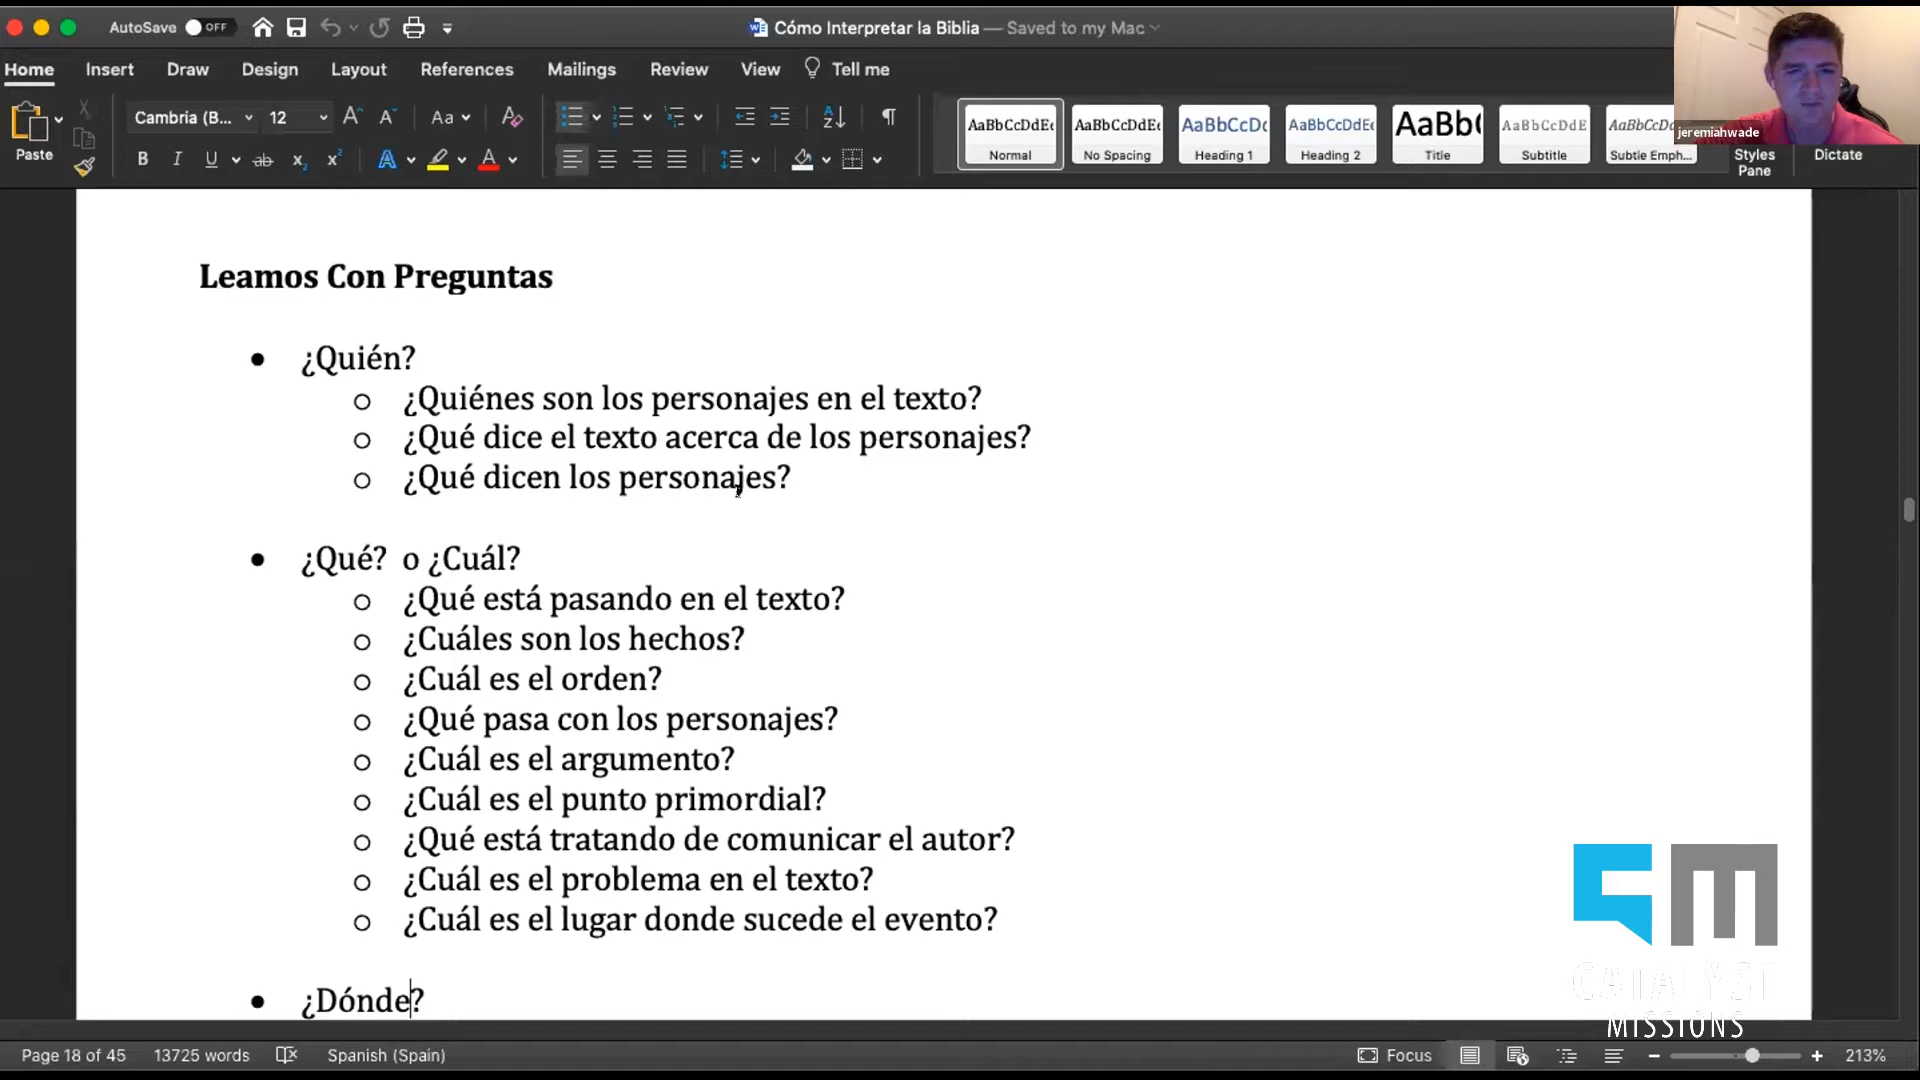 AutoSave OFF Cómo Interpretar la Biblia — Saved to my Mac
Home Insert Draw Design Layout References Mailings Review View Tell me
Paste
Cambria (B... 12
Aa
B I U ab x₂ x² A A
AaBbCcDdEe AaBbCcDdEe AaBbCcDc AaBbCcDdEe AaBb( AaBbCcDdE AaBbCcDc
Normal No Spacing Heading 1 Heading 2 Title Subtitle Subtle Emph...
Styles Pane
Dictate
jeremiahwade
Leamos Con Preguntas
• ¿Quién?
o ¿Quiénes son los personajes en el texto?
o ¿Qué dice el texto acerca de los personajes?
o ¿Qué dicen los personajes?
• ¿Qué? o ¿Cuál?
o ¿Qué está pasando en el texto?
o ¿Cuáles son los hechos?
o ¿Cuál es el orden?
o ¿Qué pasa con los personajes?
o ¿Cuál es el argumento?
o ¿Cuál es el punto primordial?
o ¿Qué está tratando de comunicar el autor?
o ¿Cuál es el problema en el texto?
o ¿Cuál es el lugar donde sucede el evento?
• ¿Dónde?
CATALYST
MISSIONS
Page 18 of 45 13725 words Spanish (Spain) Focus 213%